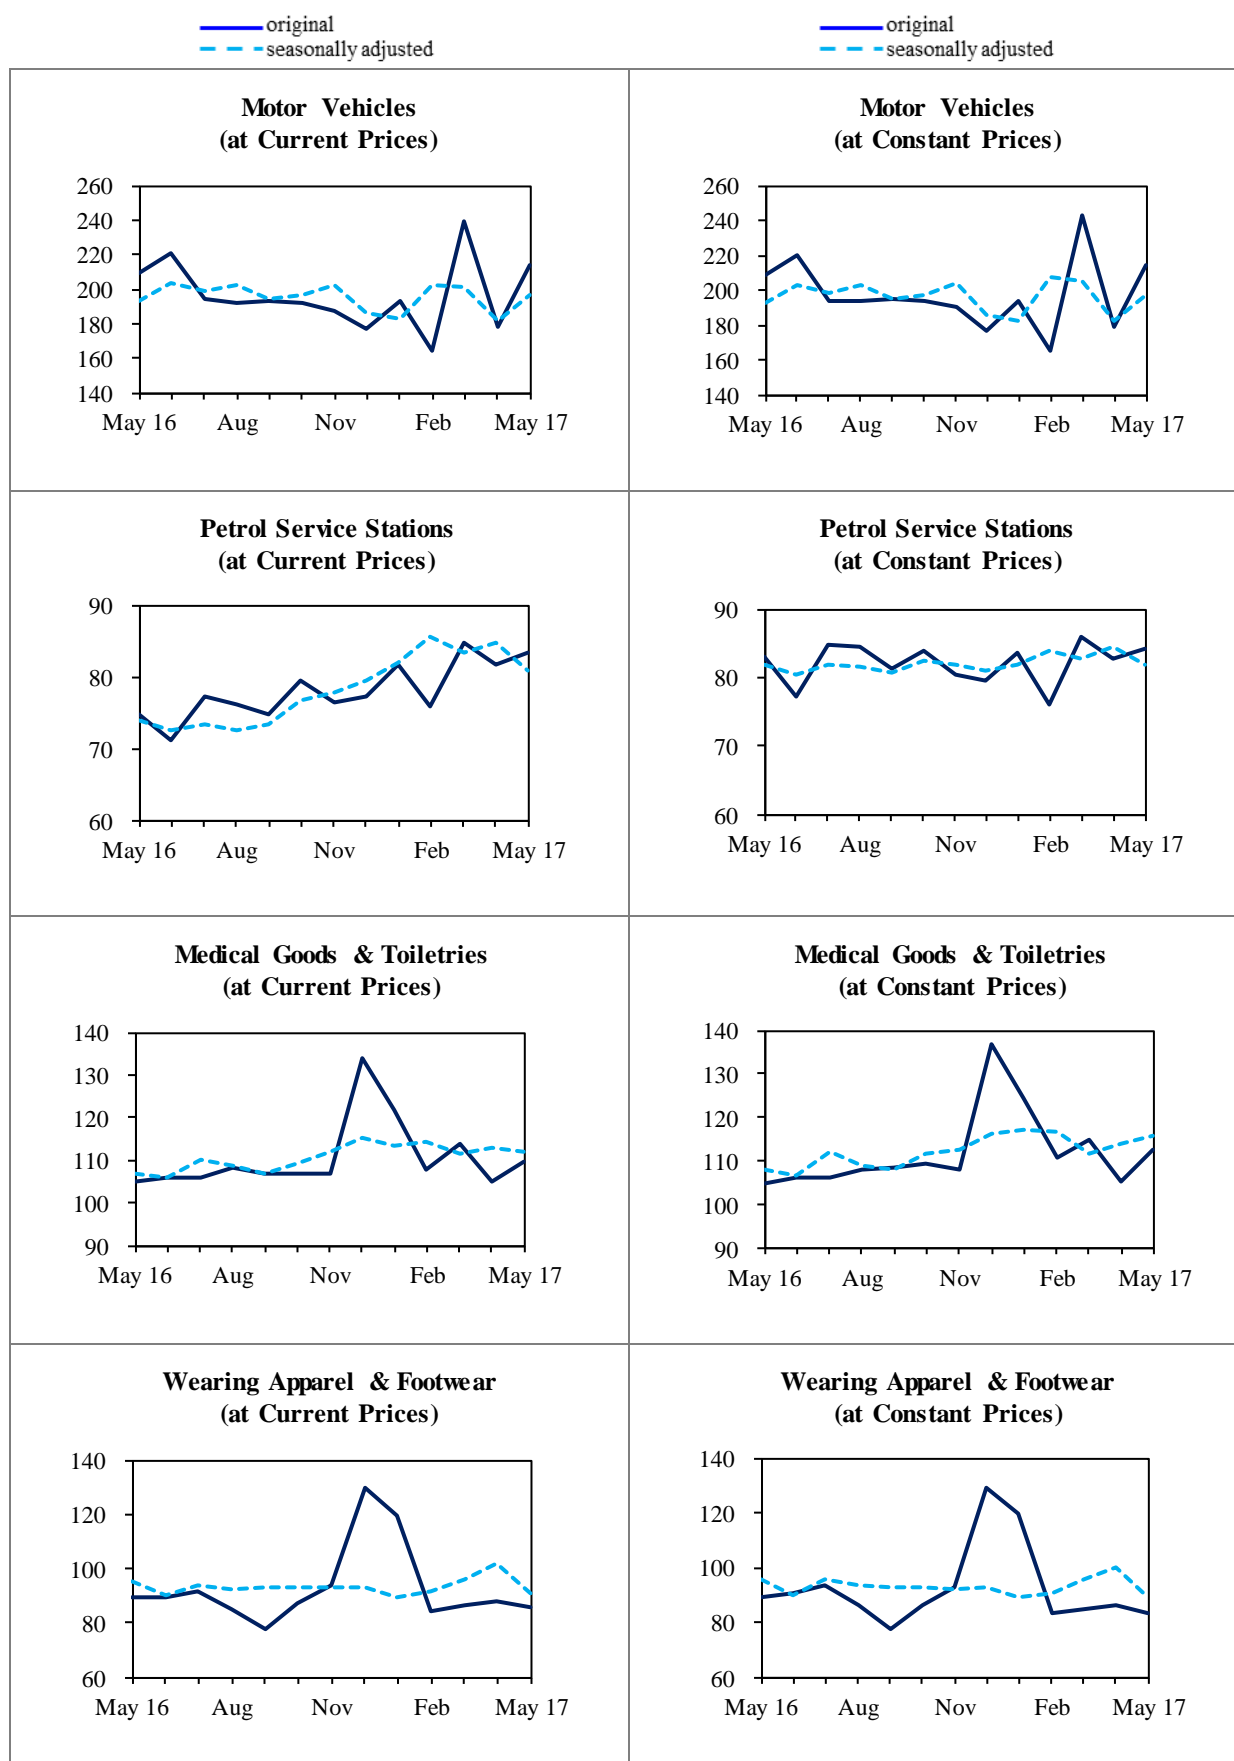 original
seasonally adjusted
original
seasonally adjusted
Motor Vehicles
(at Current Prices)
260
240
220
200
180
160
140
May 16 Aug Nov Feb May 17
Motor Vehicles
(at Constant Prices)
260
240
220
200
180
160
140
May 16 Aug Nov Feb May 17
Petrol Service Stations
(at Current Prices)
90
80
70
60
May 16 Aug Nov Feb May 17
Petrol Service Stations
(at Constant Prices)
90
80
70
60
May 16 Aug Nov Feb May 17
Medical Goods & Toiletries
(at Current Prices)
140
130
120
110
100
90
May 16 Aug Nov Feb May 17
Medical Goods & Toiletries
(at Constant Prices)
140
130
120
110
100
90
May 16 Aug Nov Feb May 17
Wearing Apparel & Footwear
(at Current Prices)
140
120
100
80
60
May 16 Aug Nov Feb May 17
Wearing Apparel & Footwear
(at Constant Prices)
140
120
100
80
60
May 16 Aug Nov Feb May 17